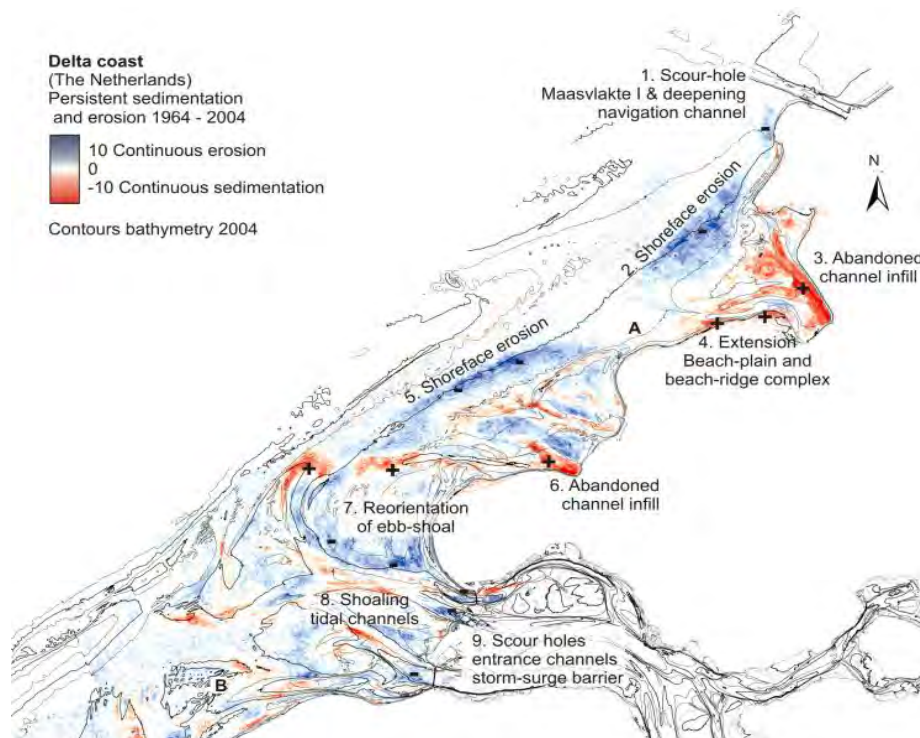 Delta coast
(The Netherlands)
Persistent sedimentation
and erosion 1964 - 2004
10 Continuous erosion
0
-10 Continuous sedimentation
Contours bathymetry 2004
1. Scour-hole
Maasvlakte I & deepening
navigation channel
N
2. Shoreface erosion
3. Abandoned
channel infill
A
4. Extension
Beach-plain and
beach-ridge complex
5. Shoreface erosion
6. Abandoned
channel infill
7. Reorientation
of ebb-shoal
8. Shoaling
tidal channels
9. Scour holes
entrance channels
storm-surge barrier
B